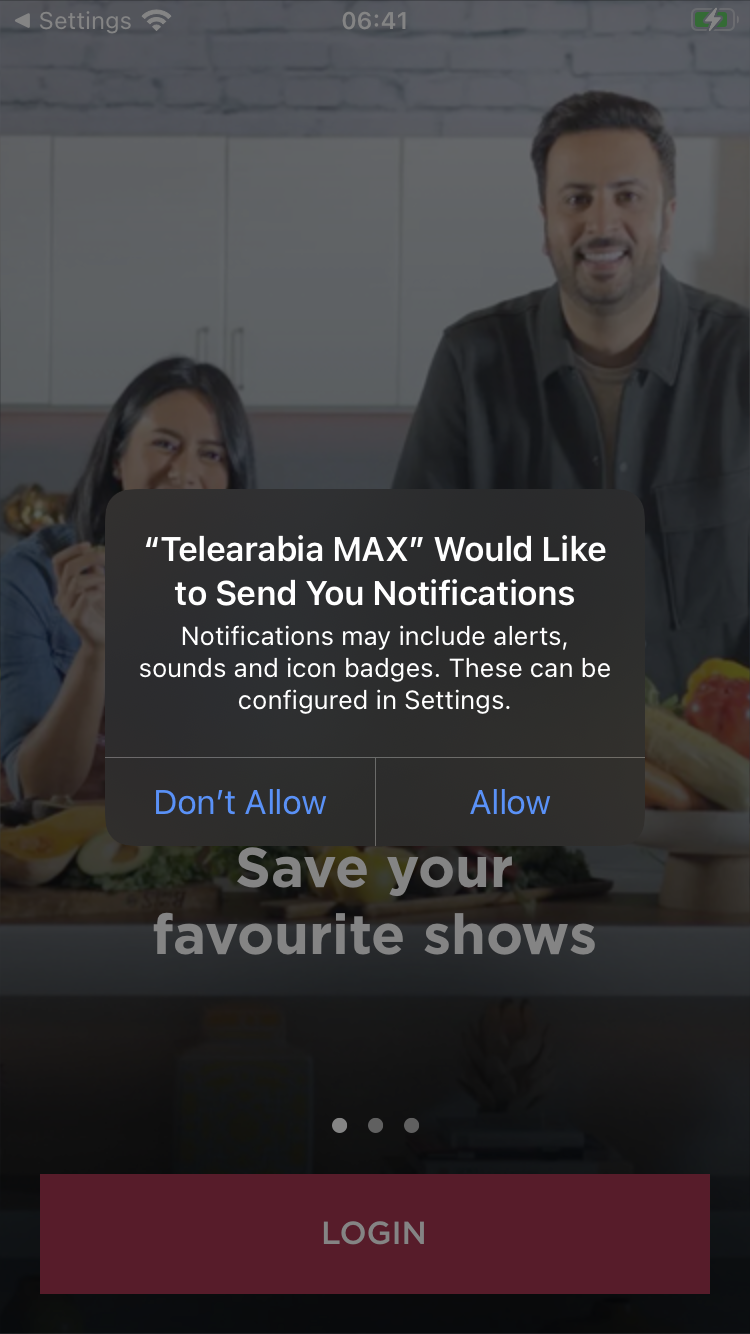 Settings
06:41
“Telearabia MAX” Would Like
to Send You Notifications
Notifications may include alerts,
sounds and icon badges. These can be
configured in Settings.
Don’t Allow
Allow
Save your
favourite shows
LOGIN